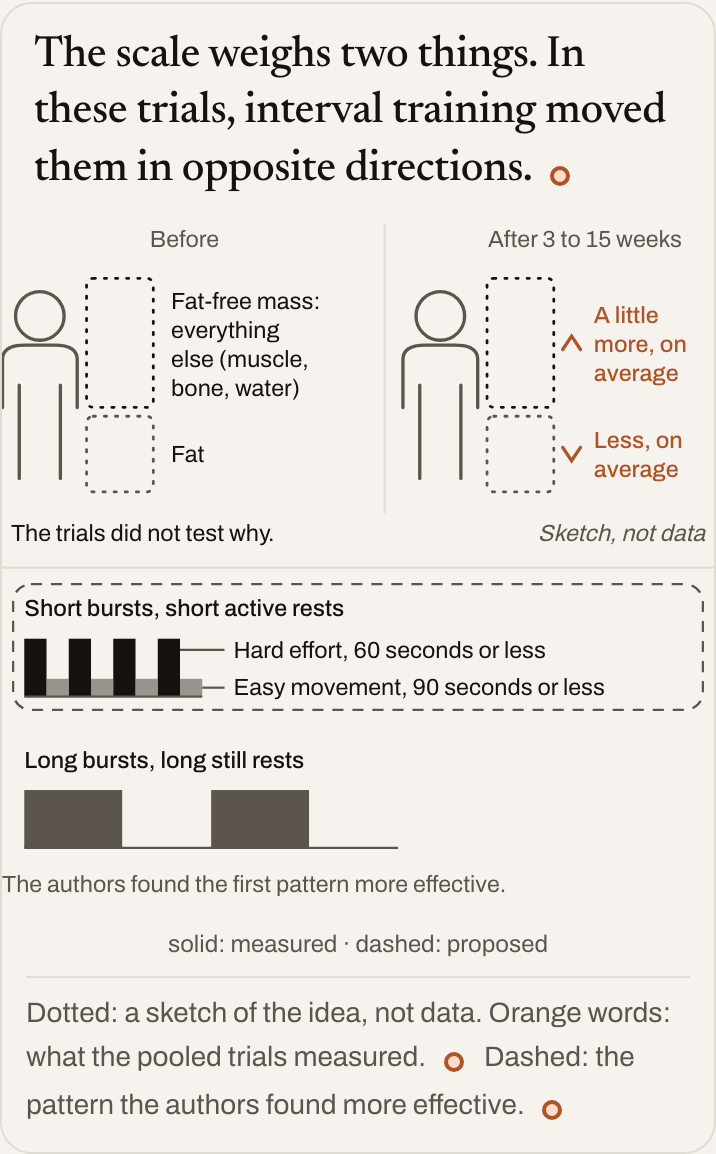 The scale weighs two things. In
these trials, interval training moved
them in opposite directions.
Before
Fat-free mass:
everything
else (muscle,
bone, water)
Fat
After 3 to 15 weeks
A little
more, on
average
Less, on
average
The trials did not test why.
Sketch, not data
Short bursts, short active rests
Hard effort, 60 seconds or less
Easy movement, 90 seconds or less
Long bursts, long still rests
The authors found the first pattern more effective.
solid: measured · dashed: proposed
Dotted: a sketch of the idea, not data. Orange words:
what the pooled trials measured. Dashed: the
pattern the authors found more effective.